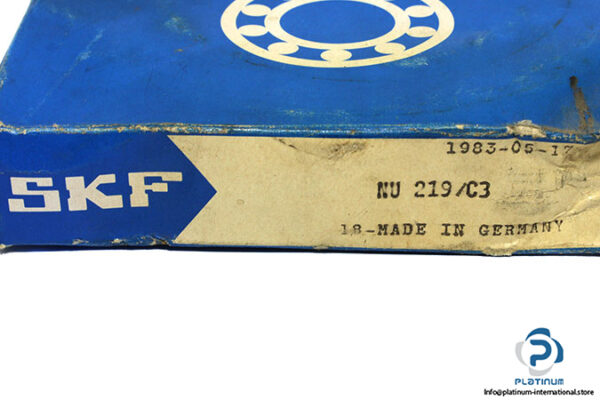 1983-05-17
SKF
NU 219/C3
18-MADE IN GERMANY
PLATINUM
Info@platinum-international.store